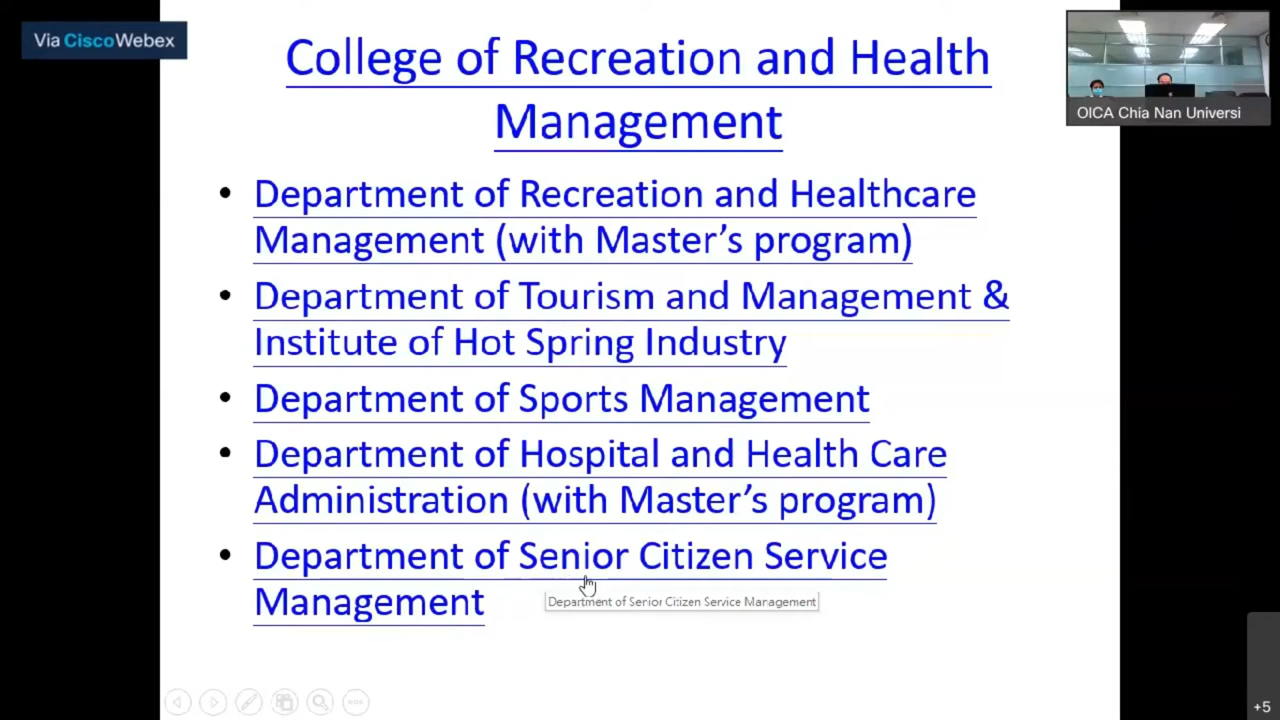 Via CiscoWebex
College of Recreation and Health
Management
OICA Chia Nan Universi
• Department of Recreation and Healthcare
Management (with Master’s program)
• Department of Tourism and Management &
Institute of Hot Spring Industry
• Department of Sports Management
• Department of Hospital and Health Care
Administration (with Master’s program)
• Department of Senior Citizen Service
Management
Department of Senior Citizen Service Management
+5